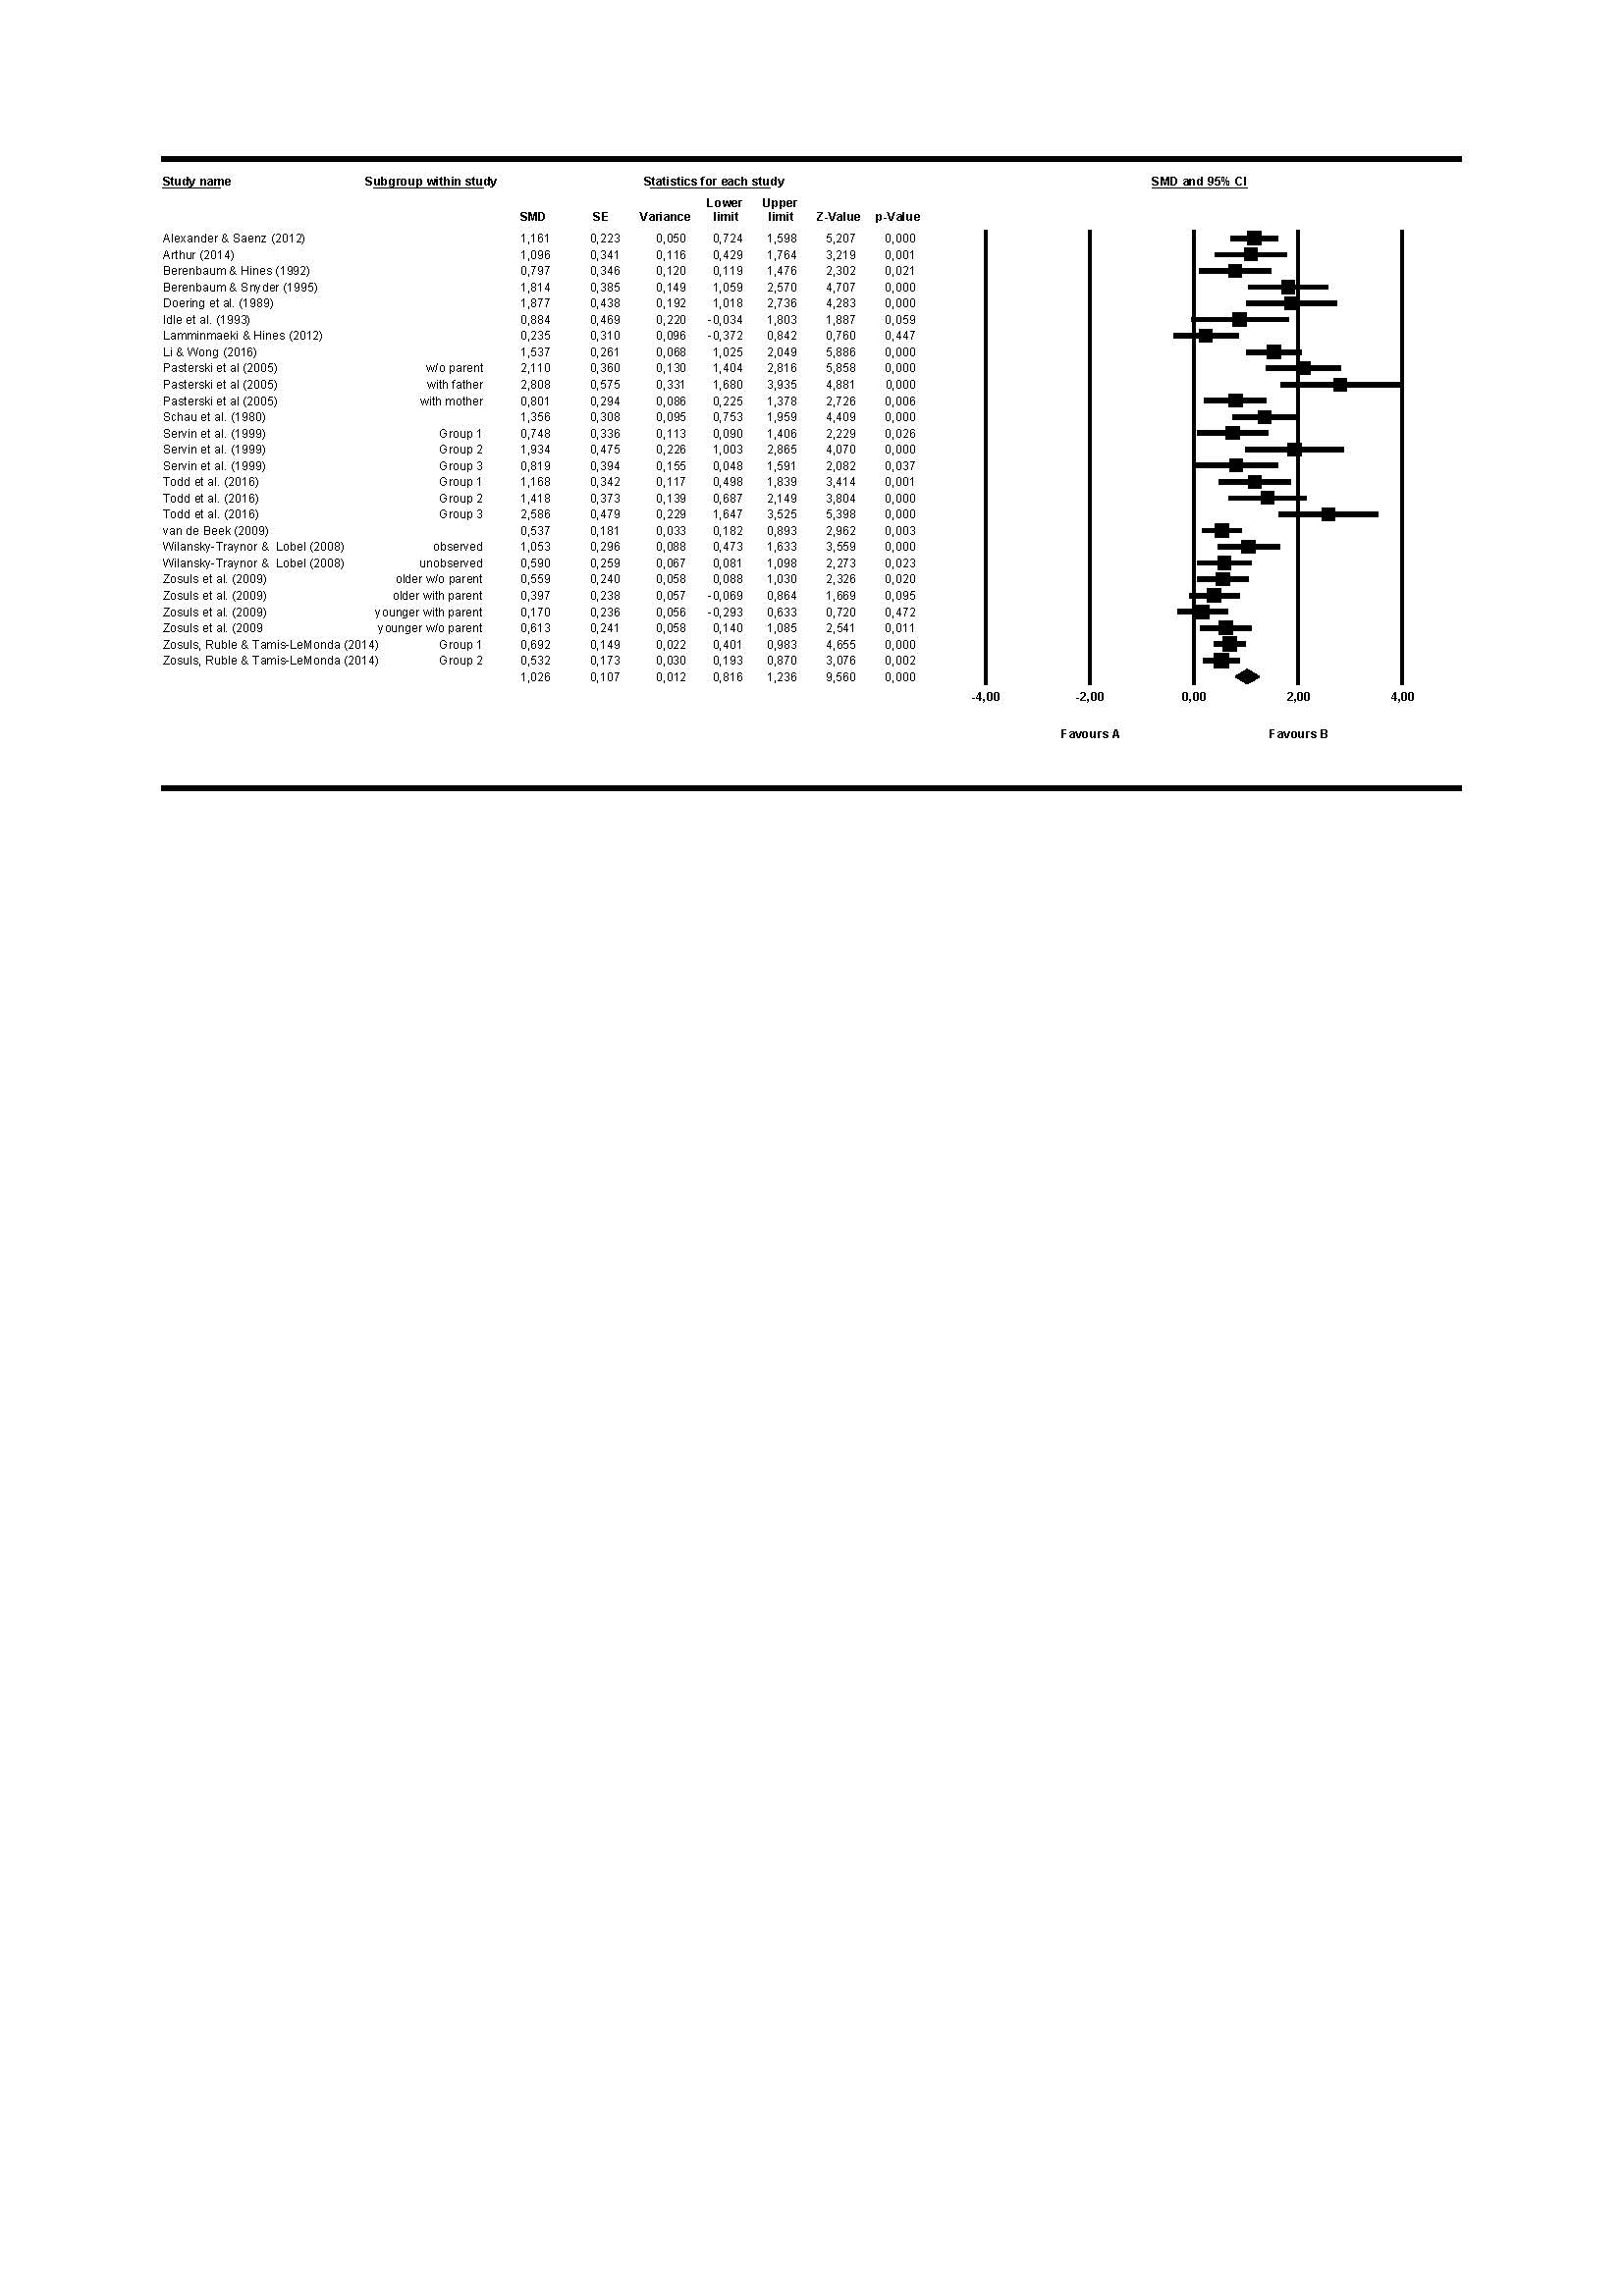 Study name Subgroup within study Statistics for each study SMD and 95% CI
Lower Upper
SMD SE Variance limit limit Z-Value p-Value
Alexander & Saenz (2012) 1,161 0,223 0,050 0,724 1,598 5,207 0,000
Arthur (2014) 1,096 0,341 0,116 0,429 1,764 3,219 0,001
Berenbaum & Hines (1992) 0,797 0,346 0,120 0,119 1,476 2,302 0,021
Berenbaum & Snyder (1995) 1,814 0,385 0,149 1,059 2,570 4,707 0,000
Doering et al. (1989) 1,877 0,438 0,192 1,018 2,736 4,283 0,000
Idle et al. (1993) 0,884 0,469 0,220 -0,034 1,803 1,887 0,059
Lamminmaeki & Hines (2012) 0,235 0,310 0,096 -0,372 0,842 0,760 0,447
Li & Wong (2016) 1,537 0,261 0,068 1,025 2,049 5,886 0,000
Pasterski et al (2005) w/o parent 2,110 0,360 0,130 1,404 2,816 5,858 0,000
Pasterski et al (2005) with father 2,808 0,575 0,331 1,680 3,935 4,881 0,000
Pasterski et al (2005) with mother 0,801 0,294 0,086 0,225 1,378 2,726 0,006
Schau et al. (1980) 1,356 0,308 0,095 0,753 1,959 4,409 0,000
Servin et al. (1999) Group 1 0,748 0,336 0,113 0,090 1,406 2,229 0,026
Servin et al. (1999) Group 2 1,934 0,475 0,226 1,003 2,865 4,070 0,000
Servin et al. (1999) Group 3 0,819 0,394 0,155 0,048 1,591 2,082 0,037
Todd et al. (2016) Group 1 1,168 0,342 0,117 0,498 1,839 3,414 0,001
Todd et al. (2016) Group 2 1,418 0,373 0,139 0,687 2,149 3,804 0,000
Todd et al. (2016) Group 3 2,586 0,479 0,229 1,647 3,525 5,398 0,000
van de Beek (2009) 0,537 0,181 0,033 0,182 0,893 2,962 0,003
Wilansky-Traynor & Lobel (2008) observed 1,053 0,296 0,088 0,473 1,633 3,559 0,000
Wilansky-Traynor & Lobel (2008) unobserved 0,590 0,259 0,067 0,081 1,098 2,273 0,023
Zosuls et al. (2009) older w/o parent 0,559 0,240 0,058 0,088 1,030 2,326 0,020
Zosuls et al. (2009) older with parent 0,397 0,238 0,057 -0,069 0,864 1,669 0,095
Zosuls et al. (2009) younger with parent 0,170 0,236 0,056 -0,293 0,633 0,720 0,472
Zosuls et al. (2009 younger w/o parent 0,613 0,241 0,058 0,140 1,085 2,541 0,011
Zosuls, Ruble & Tamis-LeMonda (2014) Group 1 0,692 0,149 0,022 0,401 0,983 4,655 0,000
Zosuls, Ruble & Tamis-LeMonda (2014) Group 2 0,532 0,173 0,030 0,193 0,870 3,076 0,002
1,026 0,107 0,012 0,816 1,236 9,560 0,000
-4,00 -2,00 0,00 2,00 4,00
Favours A Favours B